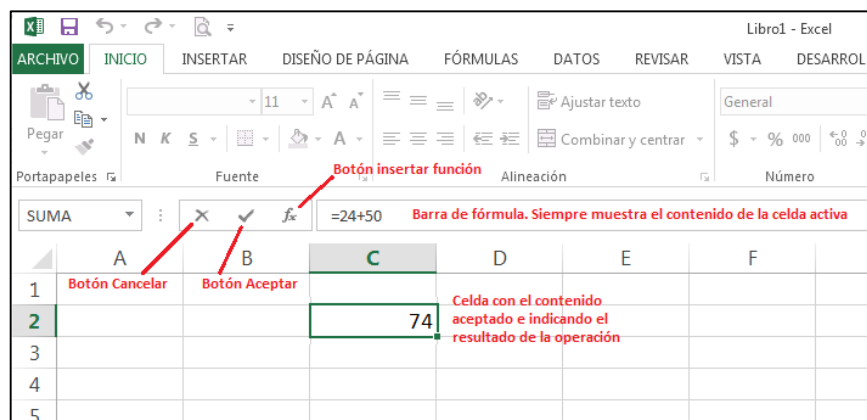 Libro1 - Excel
ARCHIVO INICIO INSERTAR DISEÑO DE PÁGINA FÓRMULAS DATOS REVISAR VISTA DESARROL
11 A A Ajustar texto General
Pegar N K S A Combinar y centrar $ % 000
Portapapeles Fuente Alineación Número
Botón insertar función
SUMA fx =24+50 Barra de fórmula. Siempre muestra el contenido de la celda activa
A B C D E F
Botón Cancelar Botón Aceptar
1
Celda con el contenido
2 74 aceptado e indicando el
resultado de la operación
3
4
5